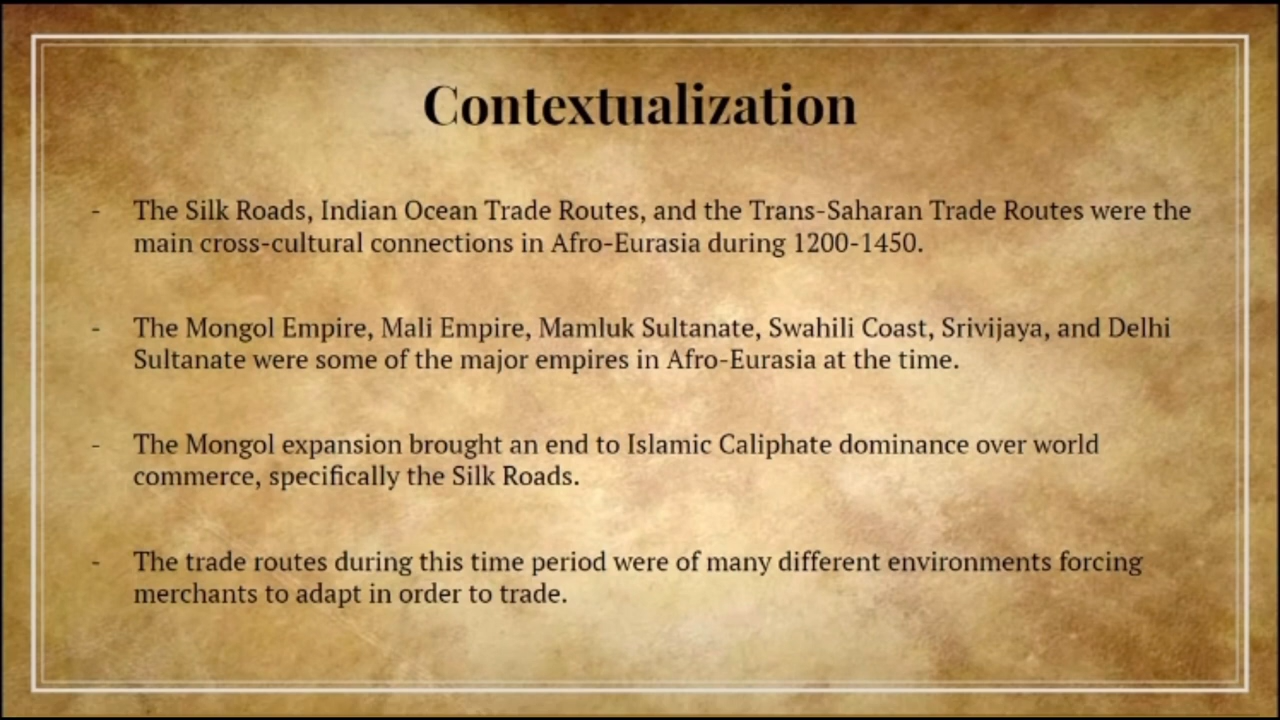 Contextualization
- The Silk Roads, Indian Ocean Trade Routes, and the Trans-Saharan Trade Routes were the
main cross-cultural connections in Afro-Eurasia during 1200-1450.
- The Mongol Empire, Mali Empire, Mamluk Sultanate, Swahili Coast, Srivijaya, and Delhi
Sultanate were some of the major empires in Afro-Eurasia at the time.
- The Mongol expansion brought an end to Islamic Caliphate dominance over world
commerce, specifically the Silk Roads.
- The trade routes during this time period were of many different environments forcing
merchants to adapt in order to trade.